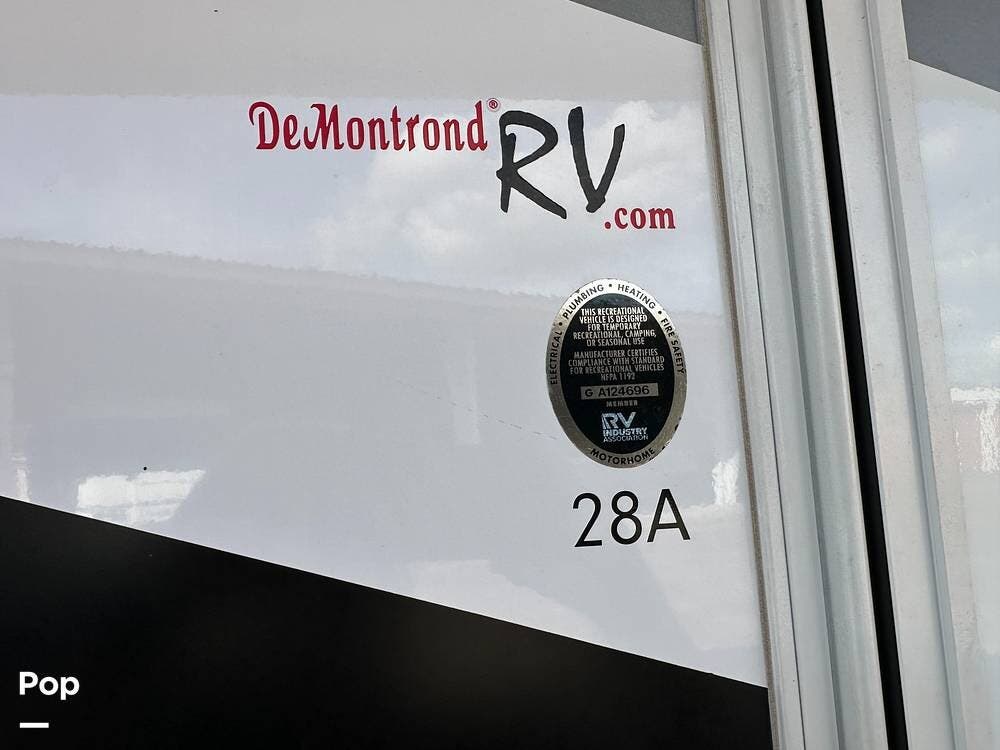 DeMontrond®
RV
.com
ELECTRICAL • PLUMBING • HEATING • FIRE SAFETY
THIS RECREATIONAL
VEHICLE IS DESIGNED
FOR TEMPORARY
RECREATIONAL, CAMPING,
OR SEASONAL USE
MANUFACTURER CERTIFIES
COMPLIANCE WITH STANDARD
FOR RECREATIONAL VEHICLES
NFPA 1192
G A124696
MEMBER
RV
INDUSTRY
ASSOCIATION
MOTORHOME
28A
Pop